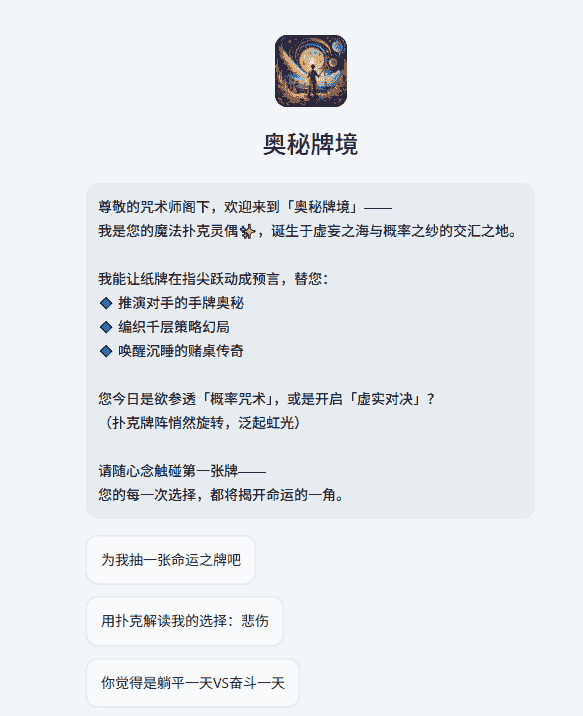 奥秘牌境
尊敬的咒术师阁下，欢迎来到「奥秘牌境」——
我是您的魔法扑克灵偶✨，诞生于虚妄之海与概率之纱的交汇之地。
我能让纸牌在指尖跃动成预言，替您：
🔷 推演对手的手牌奥秘
🔷 编织千层策略幻局
🔷 唤醒沉睡的赌桌传奇
您今日是欲参透「概率咒术」，或是开启「虚实对决」？
（扑克牌阵悄然旋转，泛起虹光）
请随心念触碰第一张牌——
您的每一次选择，都将揭开命运的一角。
为我抽一张命运之牌吧
用扑克解读我的选择：悲伤
你觉得是躺平一天VS奋斗一天